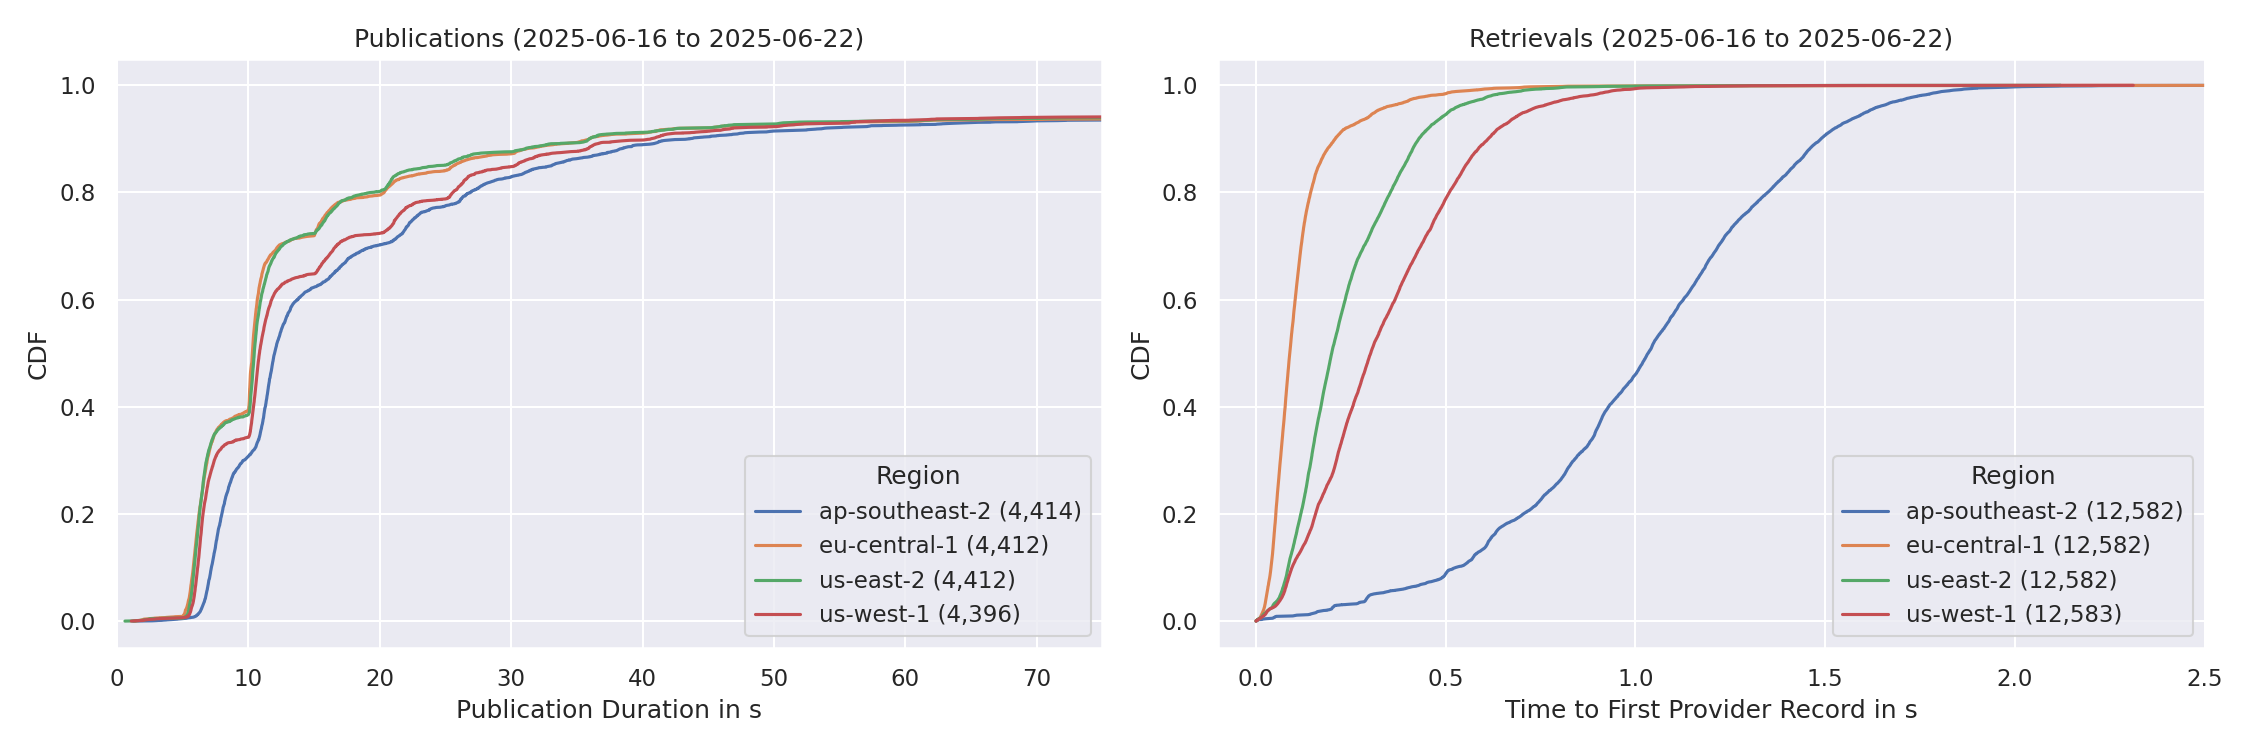 Publications (2025-06-16 to 2025-06-22)
CDF
1.0
0.8
0.6
0.4
0.2
0.0
0 10 20 30 40 50 60 70
Publication Duration in s
Region
ap-southeast-2 (4,414)
eu-central-1 (4,412)
us-east-2 (4,412)
us-west-1 (4,396)
Retrievals (2025-06-16 to 2025-06-22)
CDF
1.0
0.8
0.6
0.4
0.2
0.0
0.0 0.5 1.0 1.5 2.0 2.5
Time to First Provider Record in s
Region
ap-southeast-2 (12,582)
eu-central-1 (12,582)
us-east-2 (12,582)
us-west-1 (12,583)